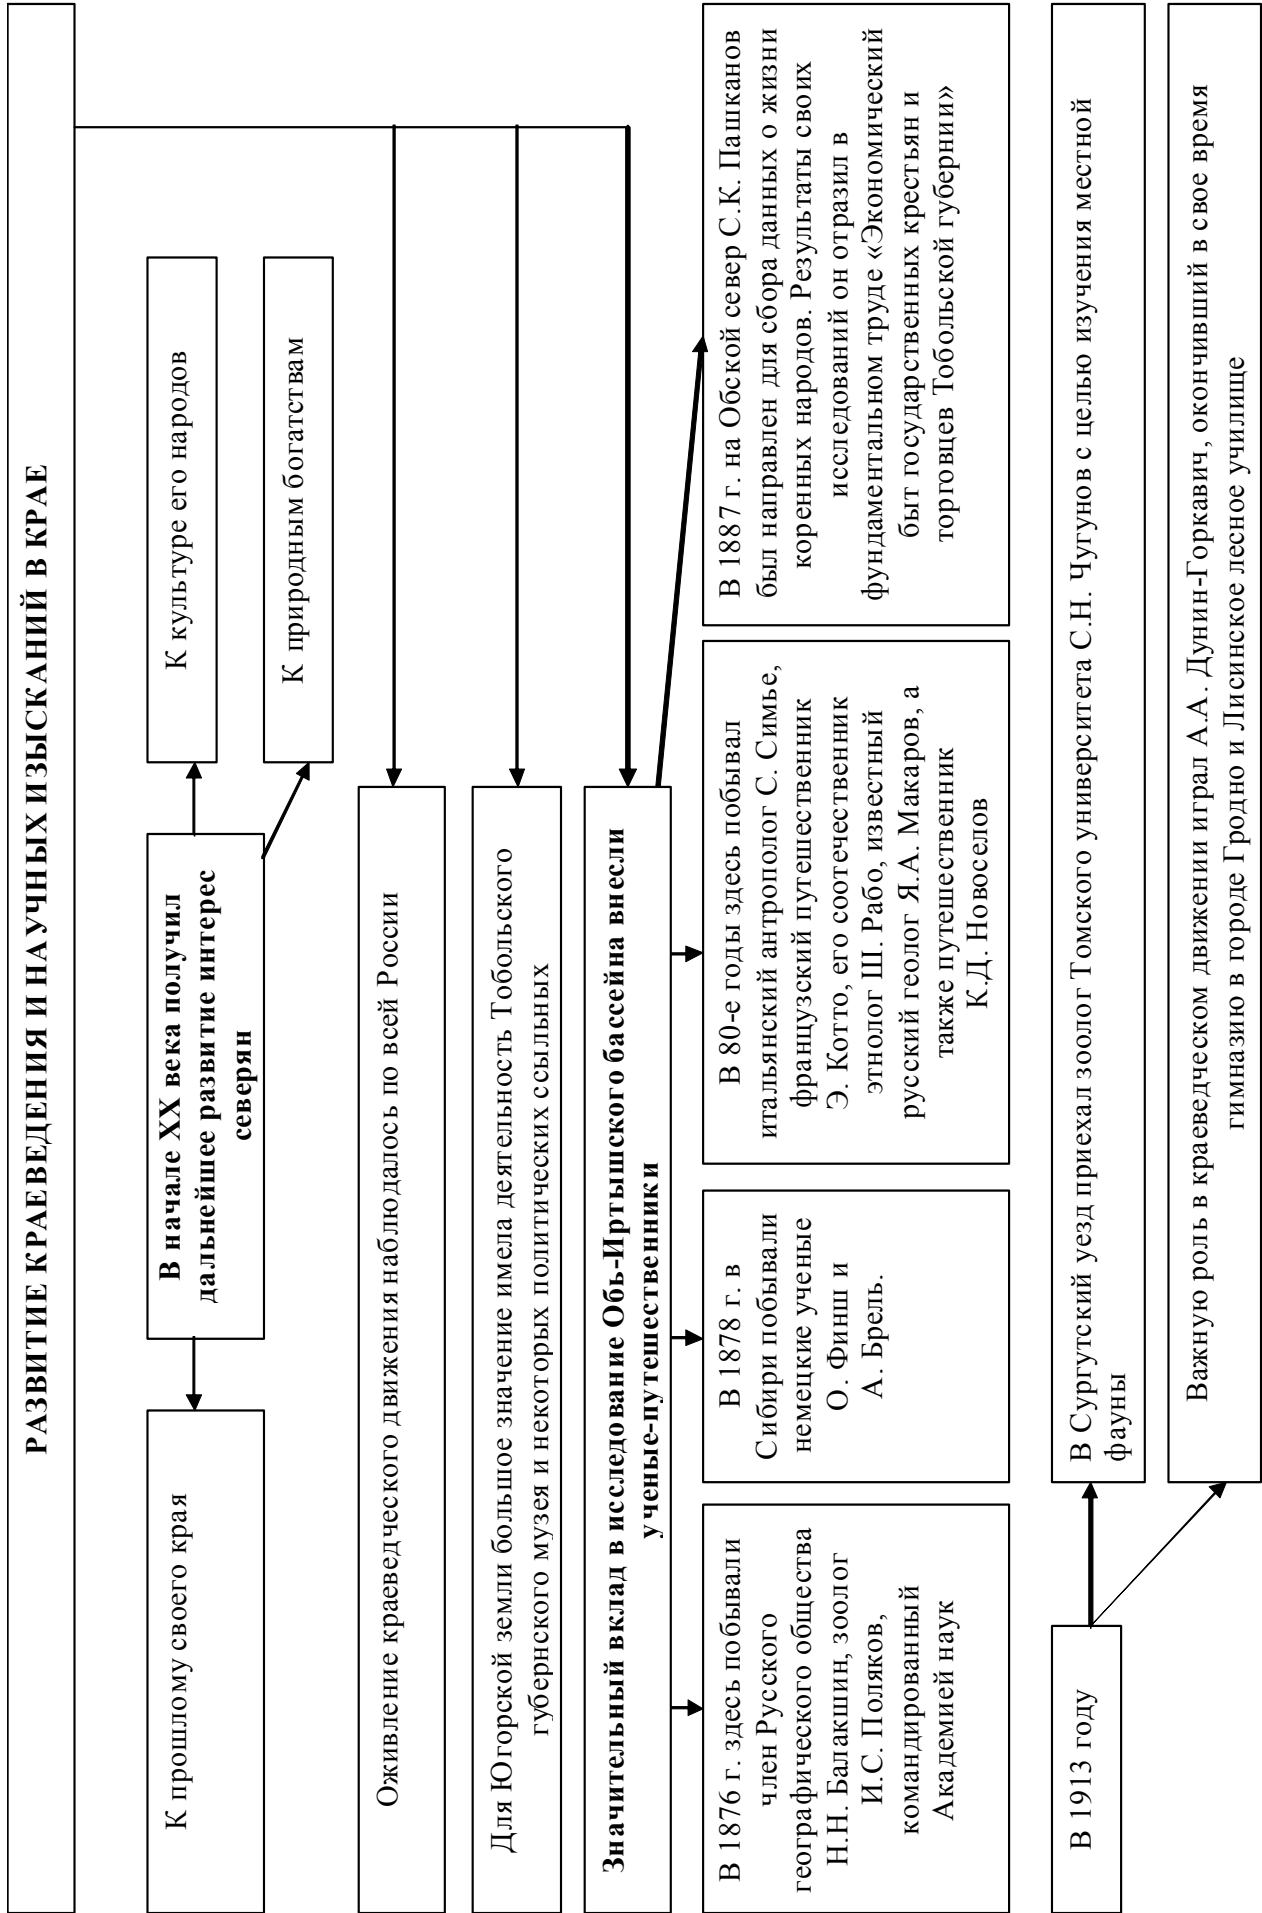 РАЗВИТИЕ КРАЕВЕДЕНИЯ И НАУЧНЫХ ИЗЫСКАНИЙ В КРАЕ
К прошлому своего края
В начале XX века получил
дальнейшее развитие интерес
северян
К культуре его народов
К природным богатствам
Оживление краеведческого движения наблюдалось по всей России
Для Югорской земли большое значение имела деятельность Тобольского
губернского музея и некоторых политических ссыльных
Значительный вклад в исследование Обь-Иртышского бассейна внесли
ученые-путешественники
В 1876 г. здесь побывали
член Русского
географического общества
Н.Н. Балакшин, зоолог
И.С. Поляков,
командированный
Академией наук
В 1878 г. в
Сибири побывали
немецкие ученые
О. Финш и
А. Брель.
В 80-е годы здесь побывал
итальянский антрополог С. Симье,
французский путешественник
Э. Котто, его соотечественник
этнолог Ш. Рабо, известный
русский геолог Я.А. Макаров, а
также путешественник
К.Д. Новоселов
В 1887 г. на Обской север С.К. Пашканов
был направлен для сбора данных о жизни
коренных народов. Результаты своих
исследований он отразил в
фундаментальном труде «Экономический
быт государственных крестьян и
торговцев Тобольской губернии»
В 1913 году
В Сургутский уезд приехал зоолог Томского университета С.Н. Чугунов с целью изучения местной
фауны
Важную роль в краеведческом движении играл А.А. Дунин-Горкавич, окончивший в свое время
гимназию в городе Гродно и Лисинское лесное училище